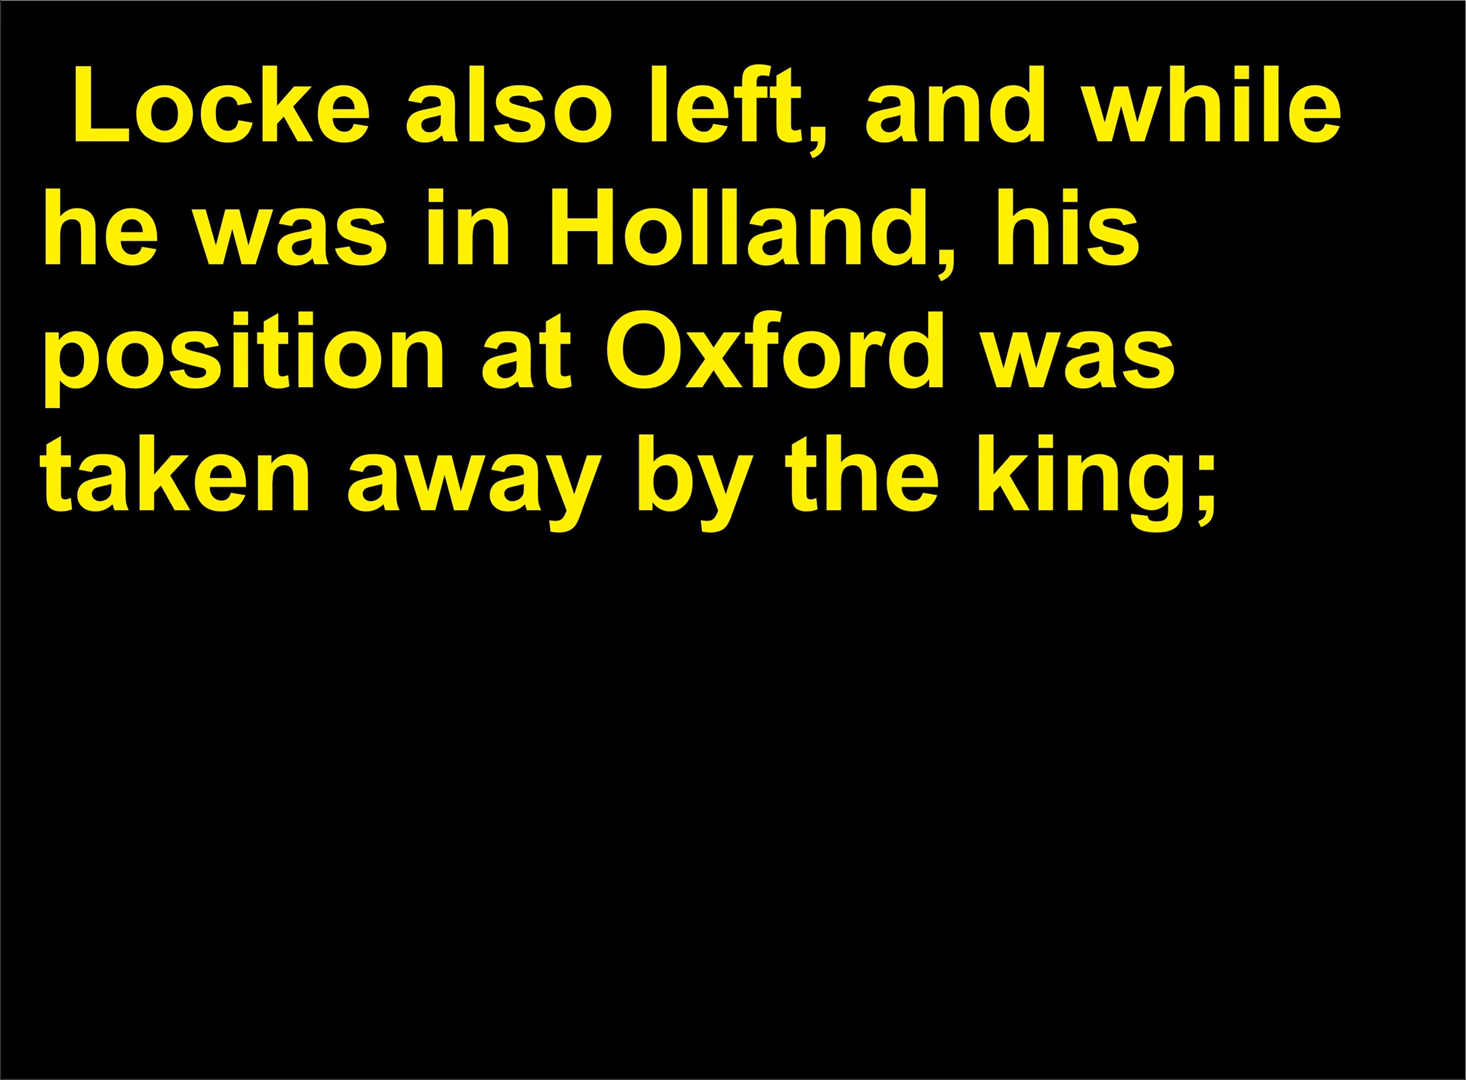 Locke also left, and while
he was in Holland, his
position at Oxford was
taken away by the king;